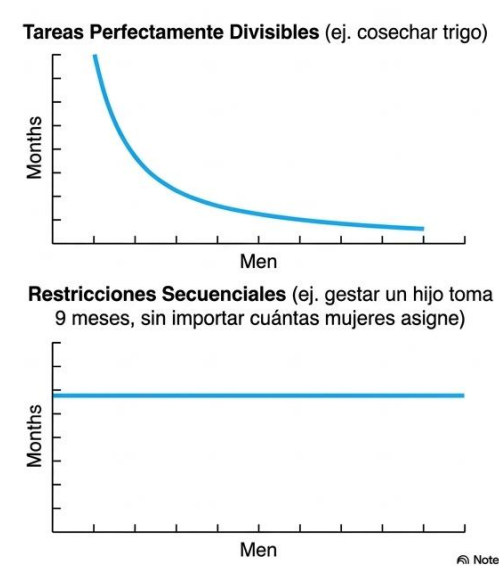 Tareas Perfectamente Divisibles (ej. cosechar trigo)
Months
Men
Restricciones Secuenciales (ej. gestar un hijo toma
9 meses, sin importar cuántas mujeres asigne)
Months
Men
Note